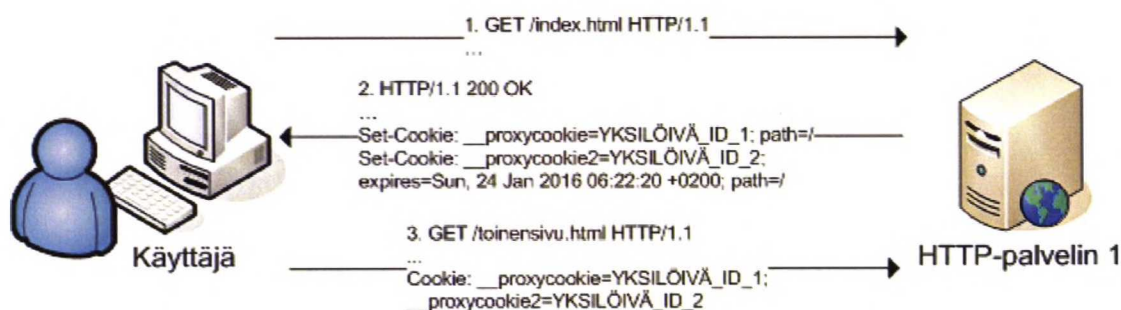 1. GET /index.html HTTP/1.1
...
2. HTTP/1.1 200 OK
...
Set-Cookie: __proxycookie=YKSILÖIVÄ_ID_1; path=/
Set-Cookie: __proxycookie2=YKSILÖIVÄ_ID_2;
expires=Sun, 24 Jan 2016 06:22:20 +0200; path=/
3. GET /toinensivu.html HTTP/1.1
...
Cookie: __proxycookie=YKSILÖIVÄ_ID_1;
__proxycookie2=YKSILÖIVÄ_ID_2
Käyttäjä
HTTP-palvelin 1